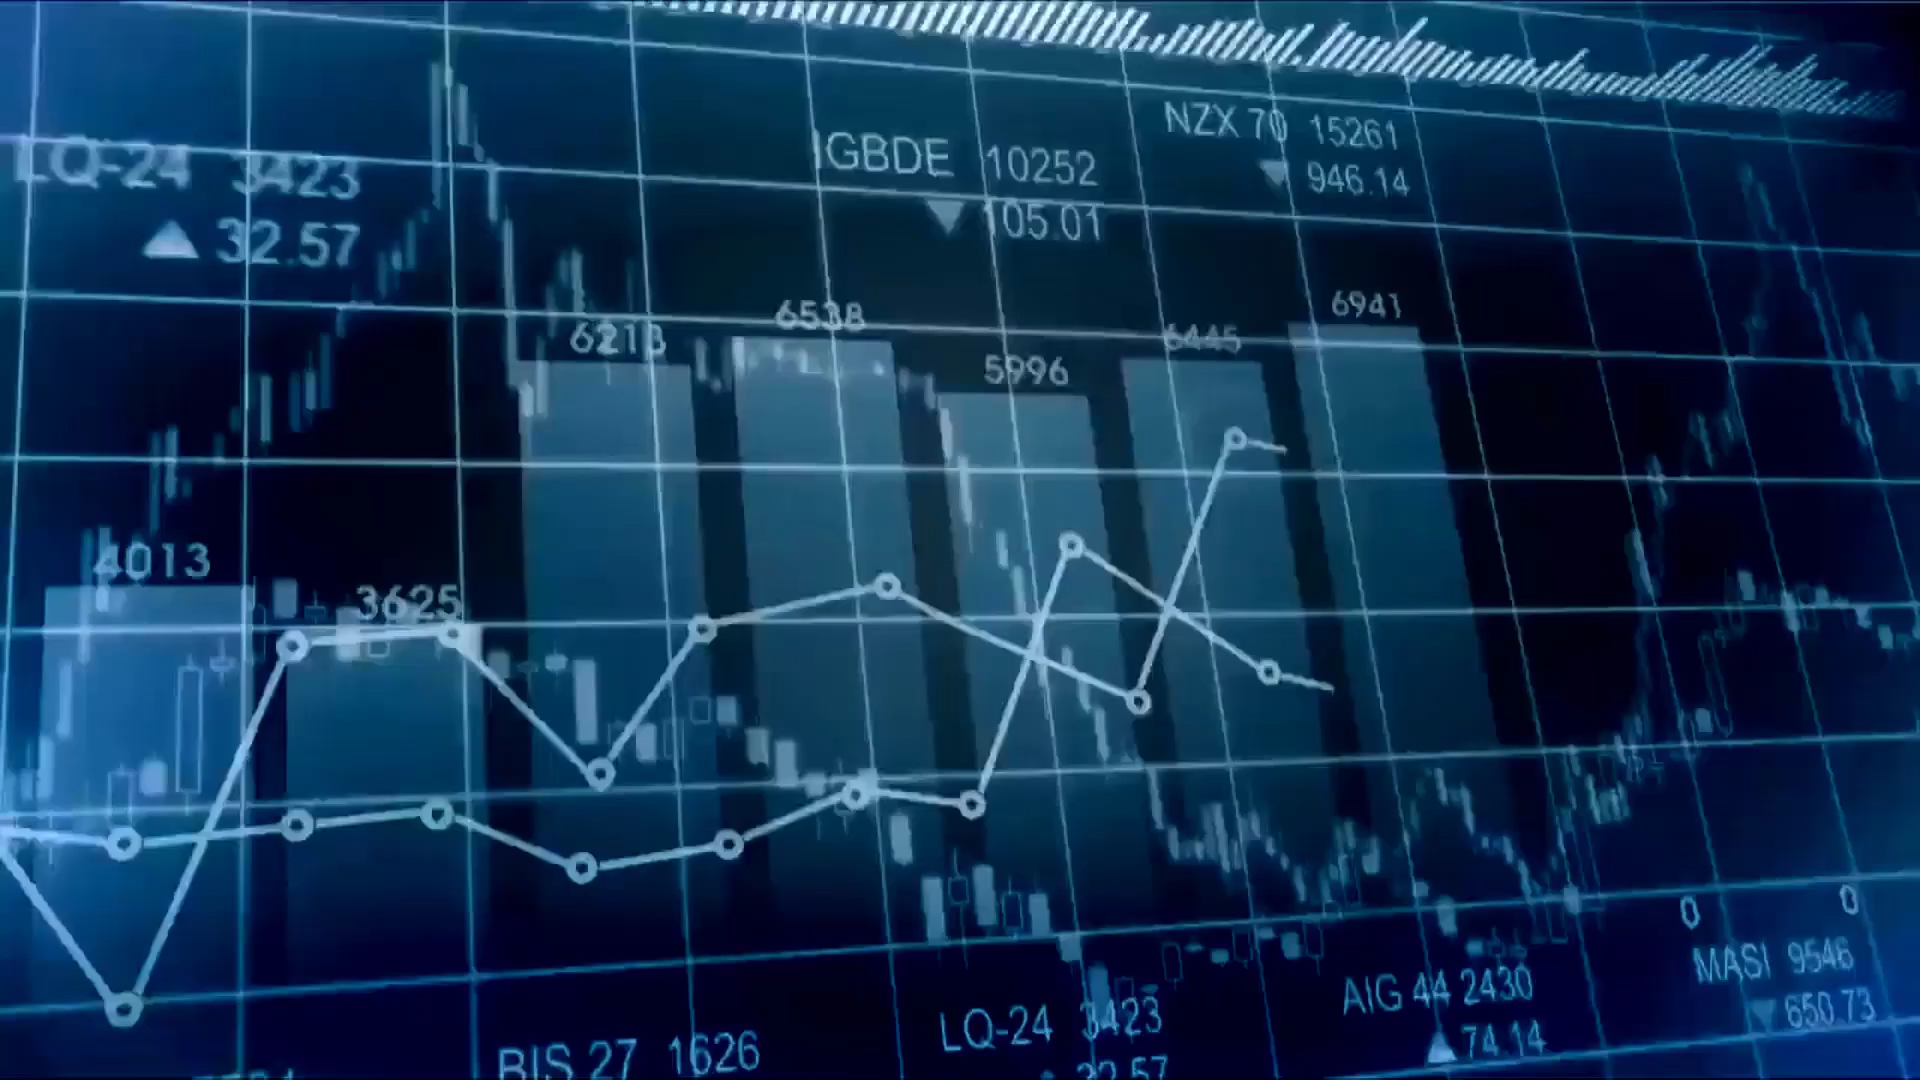 NZX 70 15261
▼ 946.14
IGBDE 10252
▼ 105.01
LQ-24 3423
▲ 32.57
6941
6538
6213
6445
5996
4013
3625
0 0
MASI 9546
▼ 650.73
AIG 44 2430
▲ 74.14
LQ-24 3423
32.57
BIS 27 1626